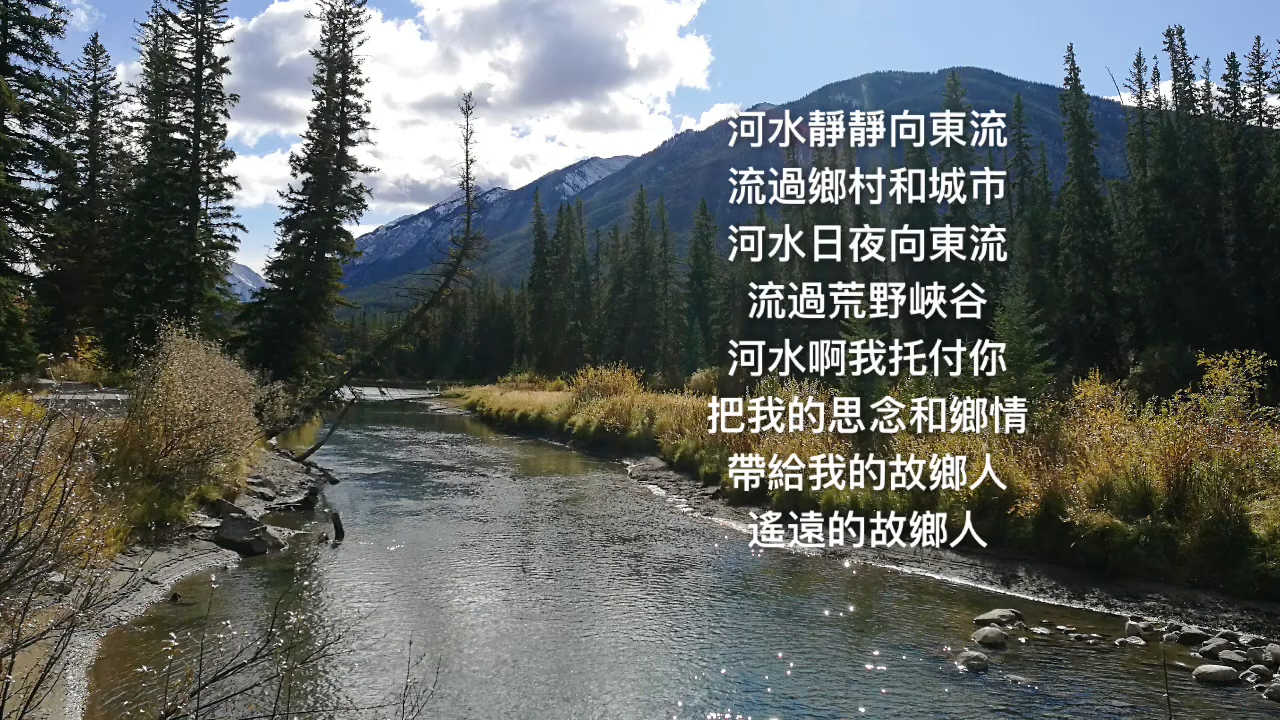 河水靜靜向東流
流過鄉村和城市
河水日夜向東流
流過荒野峽谷
河水啊我托付你
把我的思念和鄉情
帶給我的故鄉人
遙遠的故鄉人